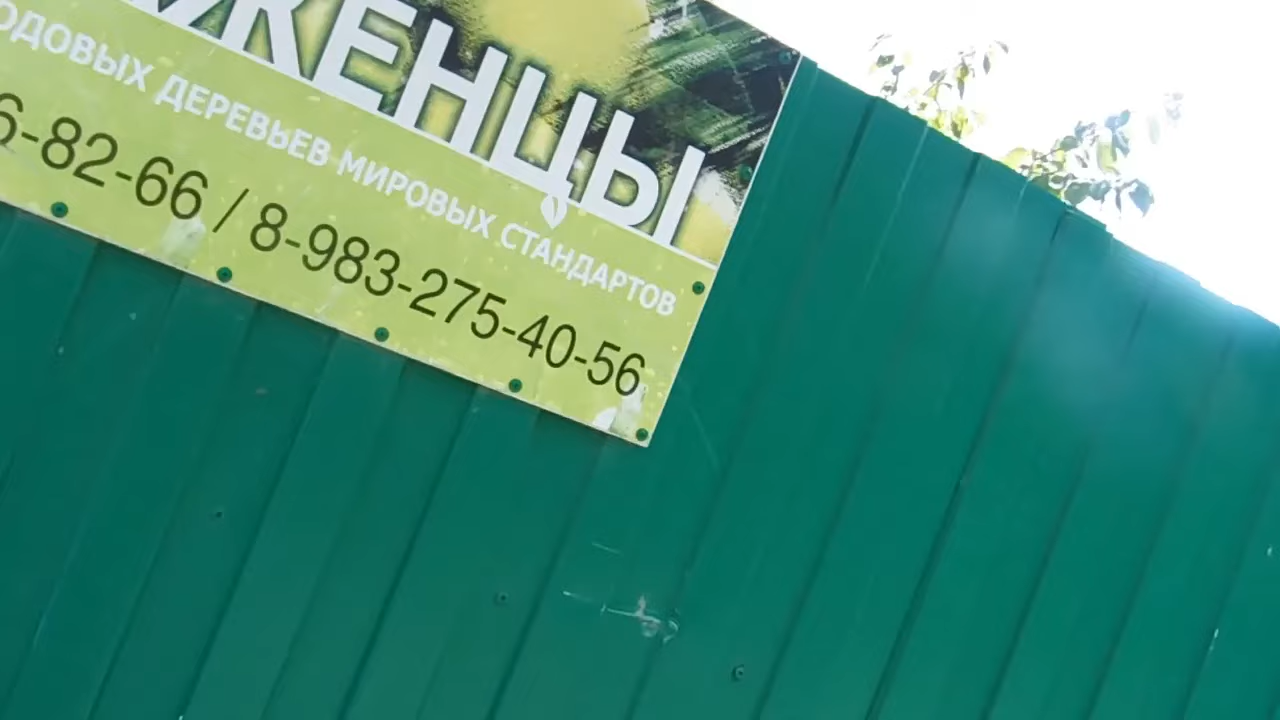 ЖЕНЦЫ
ОДОВЫХ ДЕРЕВЬЕВ МИРОВЫХ СТАНДАРТОВ
6-82-66 / 8-983-275-40-56